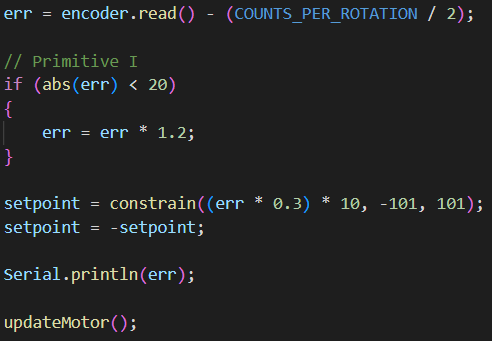 err = encoder.read() - (COUNTS_PER_ROTATION / 2);
// Primitive I
if (abs(err) < 20)
{
err = err * 1.2;
}
setpoint = constrain((err * 0.3) * 10, -101, 101);
setpoint = -setpoint;
Serial.println(err);
updateMotor();